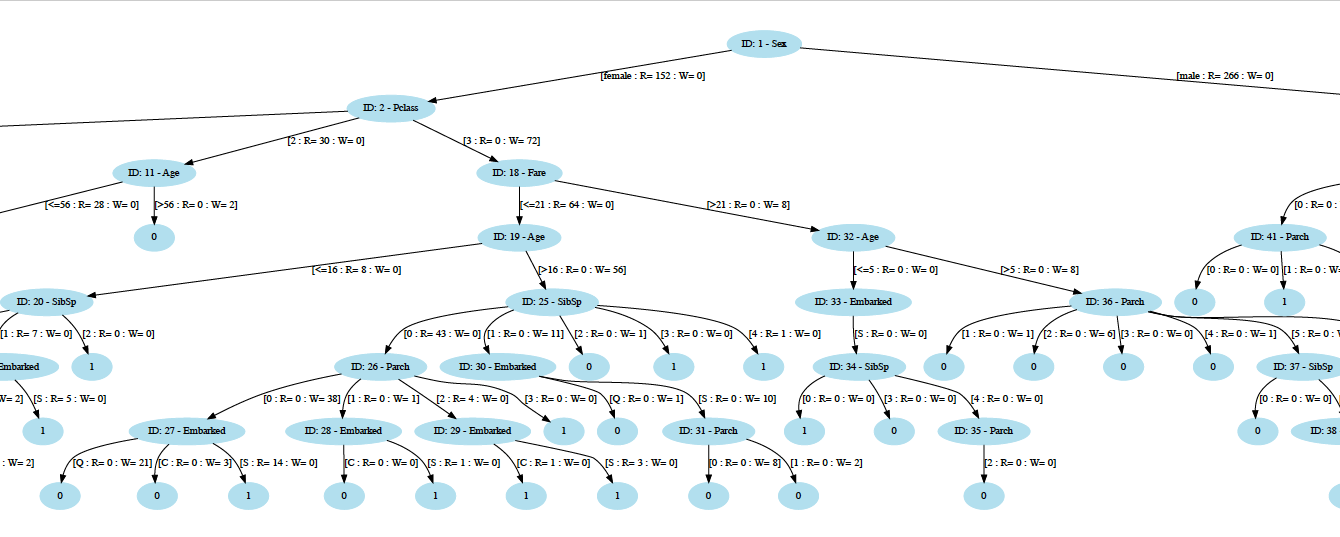 ID: 1 - Sex
[female : R= 152 : W= 0]
[male : R= 266 : W= 0]
ID: 2 - Pclass
[2 : R= 30 : W= 0]
[3 : R= 0 : W= 72]
ID: 11 - Age
ID: 18 - Fare
[<=56 : R= 28 : W= 0]
[>56 : R= 0 : W= 2]
[<=21 : R= 64 : W= 0]
[>21 : R= 0 : W= 8]
[0 : R= 0 :
0
ID: 19 - Age
ID: 32 - Age
ID: 41 - Parch
[<=16 : R= 8 : W= 0]
[>16 : R= 0 : W= 56]
[<=5 : R= 0 : W= 0]
[>5 : R= 0 : W= 8]
[0 : R= 0 : W= 0]
[1 : R= 0 : W=
ID: 20 - SibSp
ID: 25 - SibSp
ID: 33 - Embarked
ID: 36 - Parch
0
1
[1 : R= 7 : W= 0]
[2 : R= 0 : W= 0]
[0 : R= 43 : W= 0]
[1 : R= 0 : W= 11]
[2 : R= 0 : W= 1]
[3 : R= 0 : W= 0]
[4 : R= 1 : W= 0]
[S : R= 0 : W= 0]
[1 : R= 0 : W= 1]
[2 : R= 0 : W= 6]
[3 : R= 0 : W= 0]
[4 : R= 0 : W= 1]
[5 : R= 0 :
Embarked
1
ID: 26 - Parch
ID: 30 - Embarked
0
1
1
ID: 34 - SibSp
0
0
0
0
ID: 37 - SibSp
W= 2]
[S : R= 5 : W= 0]
[0 : R= 0 : W= 38]
[1 : R= 0 : W= 1]
[2 : R= 4 : W= 0]
[3 : R= 0 : W= 0]
[Q : R= 0 : W= 1]
[S : R= 0 : W= 10]
[0 : R= 0 : W= 0]
[3 : R= 0 : W= 0]
[4 : R= 0 : W= 0]
[0 : R= 0 : W= 0]
1
ID: 27 - Embarked
ID: 28 - Embarked
ID: 29 - Embarked
1
0
ID: 31 - Parch
1
0
ID: 35 - Parch
0
ID: 38
: W= 2]
[Q : R= 0 : W= 21]
[C : R= 0 : W= 3]
[S : R= 14 : W= 0]
[C : R= 0 : W= 0]
[S : R= 1 : W= 0]
[C : R= 1 : W= 0]
[S : R= 3 : W= 0]
[0 : R= 0 : W= 8]
[1 : R= 0 : W= 2]
[2 : R= 0 : W= 0]
0
0
1
0
1
1
1
0
0
0